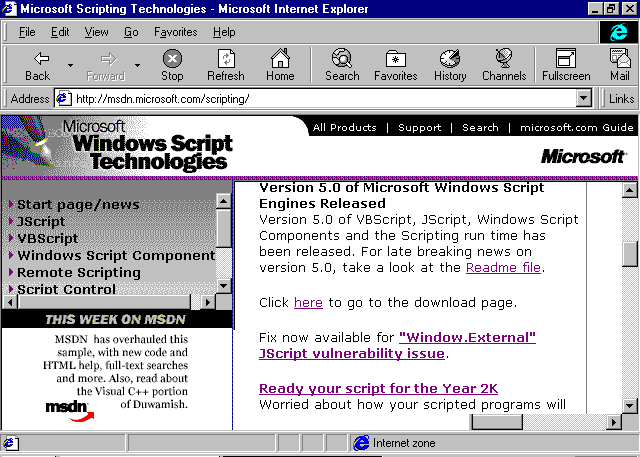 Microsoft Scripting Technologies - Microsoft Internet Explorer
File Edit View Go Favorites Help
Back Forward Stop Refresh Home Search Favorites History Channels Fullscreen Mail
Address http://msdn.microsoft.com/scripting/ Links
Microsoft
Windows Script
Technologies
All Products | Support | Search | microsoft.com Guide
Microsoft
Start page/news
JScript
VBScript
Windows Script Component
Remote Scripting
Script Control
THIS WEEK ON MSDN
MSDN has overhauled this
sample, with new code and
HTML help, full-text searches
and more. Also, read about
the Visual C++ portion
of Duwamish.
msdn
Version 5.0 of Microsoft Windows Script
Engines Released
Version 5.0 of VBScript, JScript, Windows Script
Components and the Scripting run time has
been released. For late breaking news on
version 5.0, take a look at the Readme file.
Click here to go to the download page.
Fix now available for "Window.External"
JScript vulnerability issue.
Ready your script for the Year 2K
Worried about how your scripted programs will
Internet zone